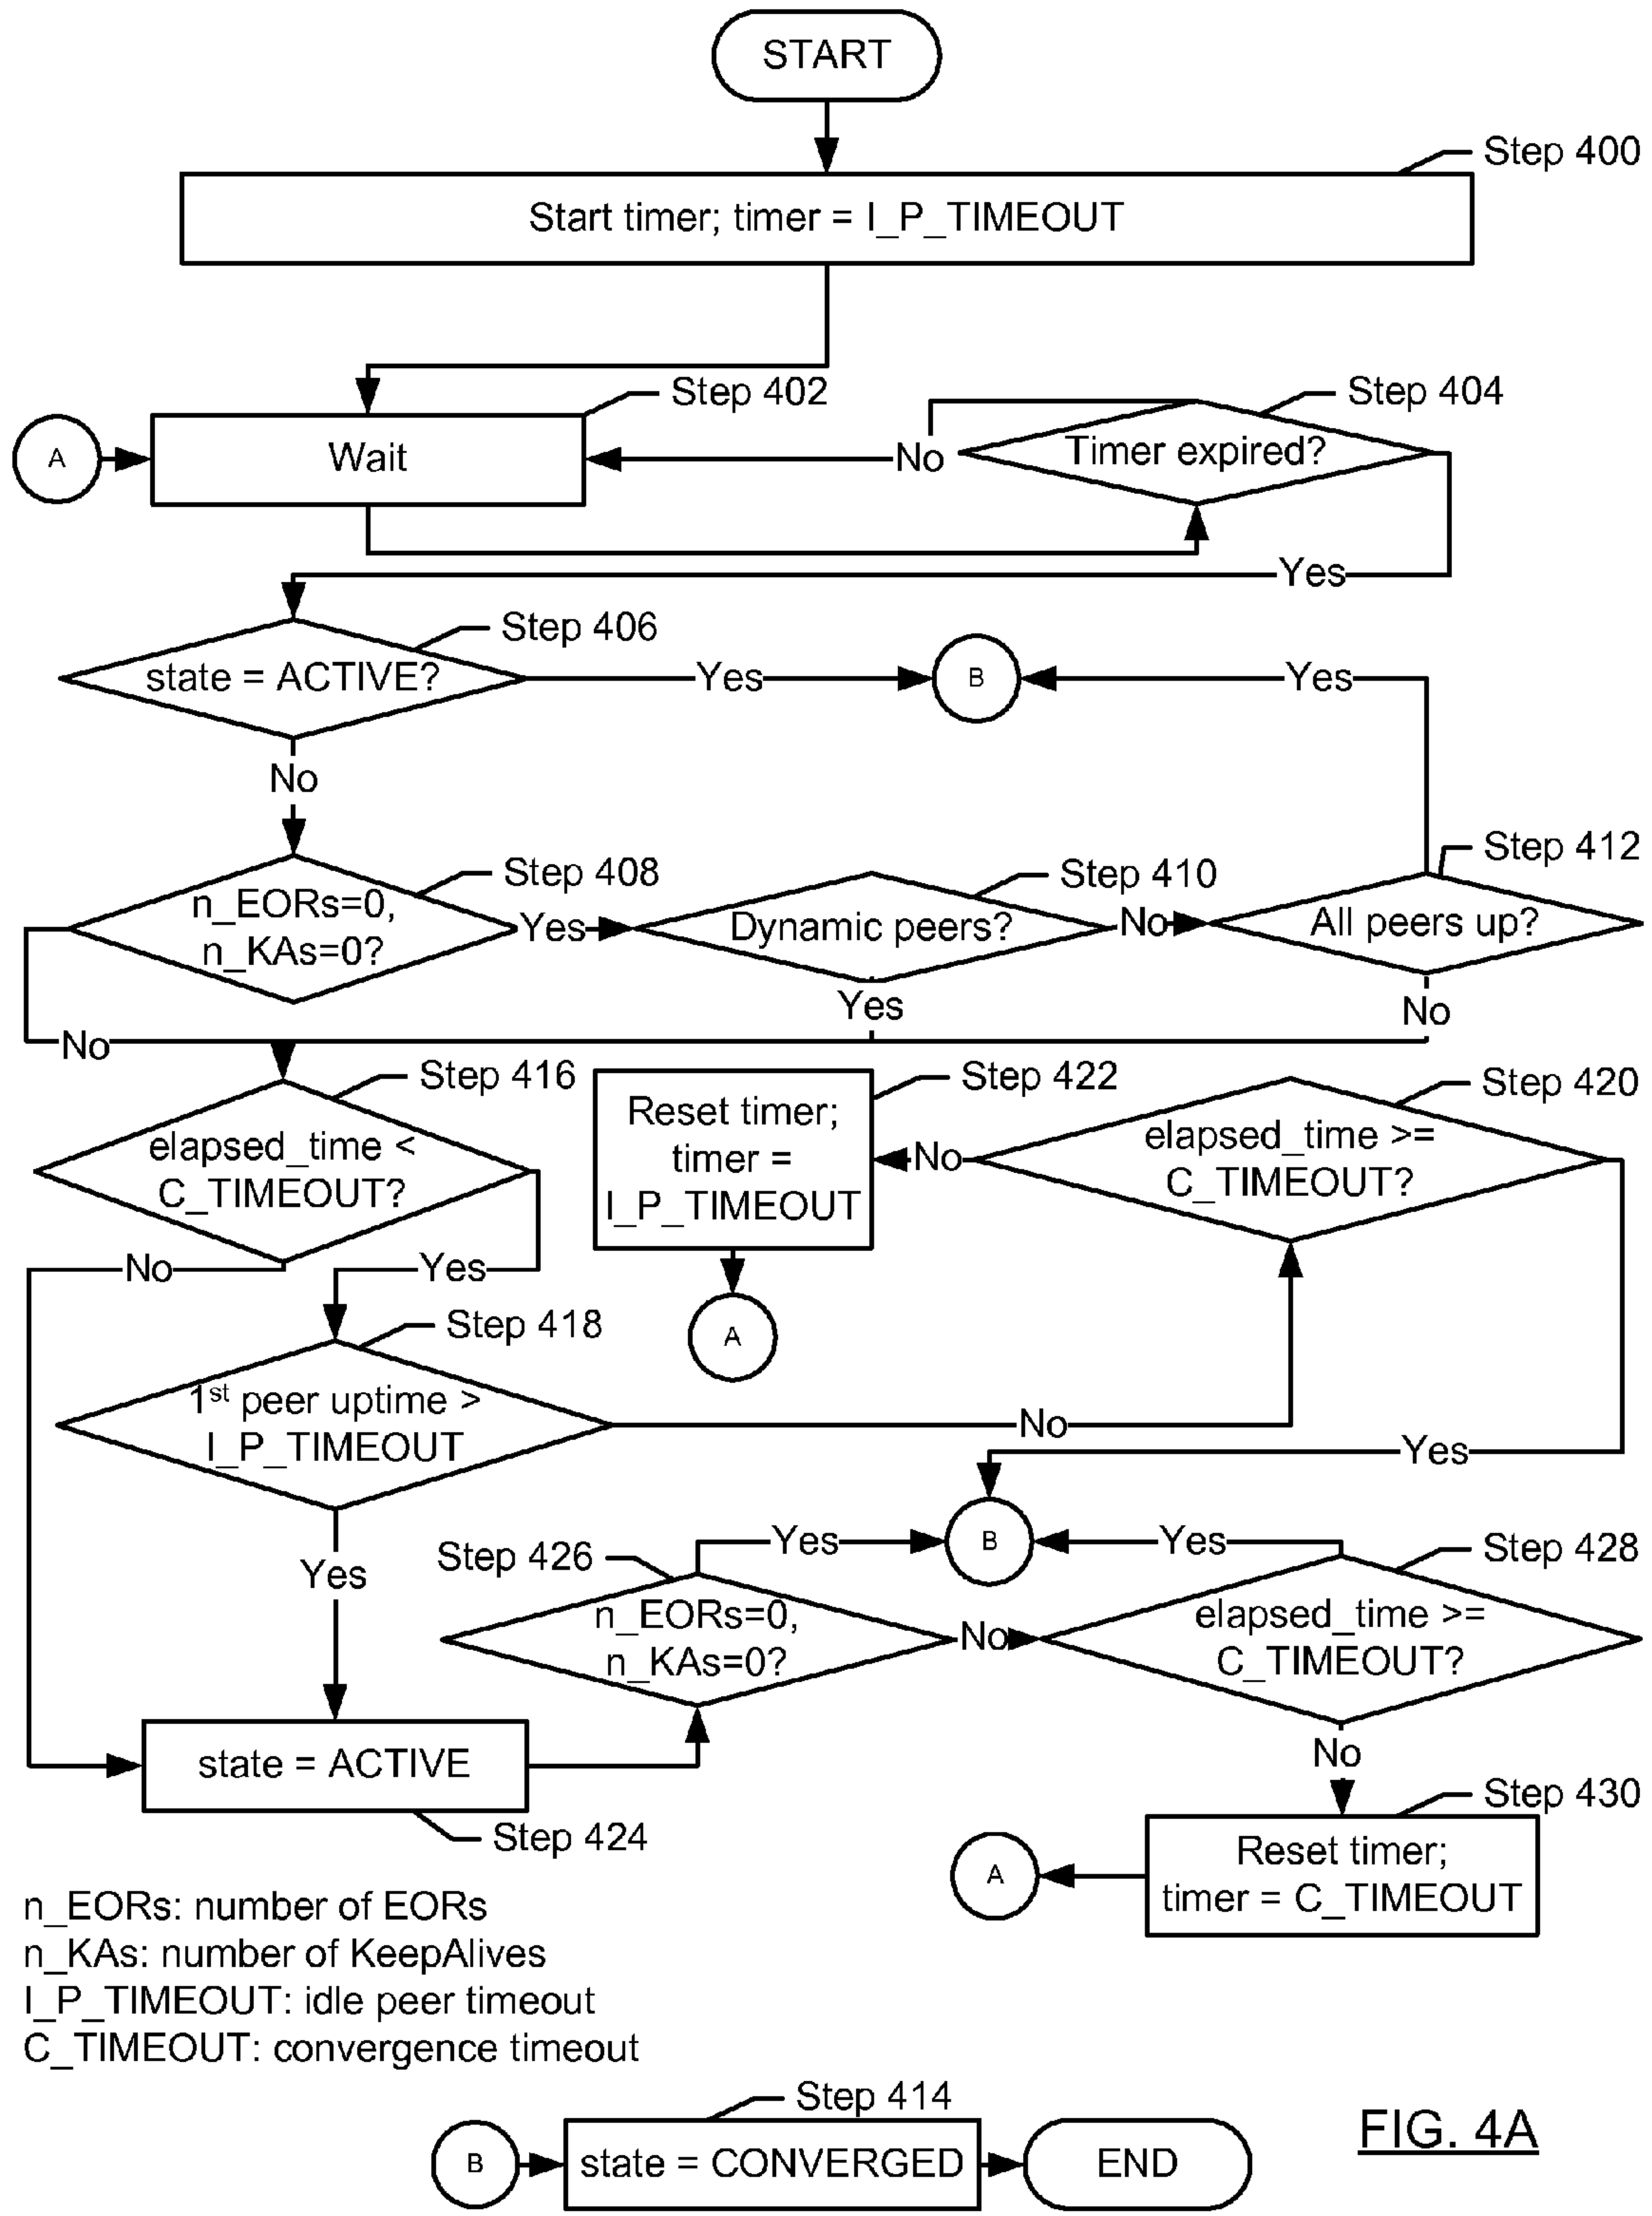 START
Step 400
Start timer; timer = I_P_TIMEOUT
Step 402
Step 404
A
Wait
No
Timer expired?
Yes
Step 406
state = ACTIVE?
Yes
B
Yes
No
Step 408
Step 410
Step 412
n_EORs=0,
n_KAs=0?
Yes
Dynamic peers?
No
All peers up?
Yes
No
No
Step 416
Step 422
Step 420
elapsed_time <
C_TIMEOUT?
Reset timer;
timer =
I_P_TIMEOUT
No
elapsed_time >=
C_TIMEOUT?
No
Yes
Step 418
A
1st peer uptime >
I_P_TIMEOUT
No
Yes
Yes
Step 426
Yes
B
Yes
Step 428
n_EORs=0,
n_KAs=0?
No
elapsed_time >=
C_TIMEOUT?
state = ACTIVE
No
Step 424
Step 430
A
Reset timer;
timer = C_TIMEOUT
n_EORs: number of EORs
n_KAs: number of KeepAlives
I_P_TIMEOUT: idle peer timeout
C_TIMEOUT: convergence timeout
Step 414
B
state = CONVERGED
END
FIG. 4A